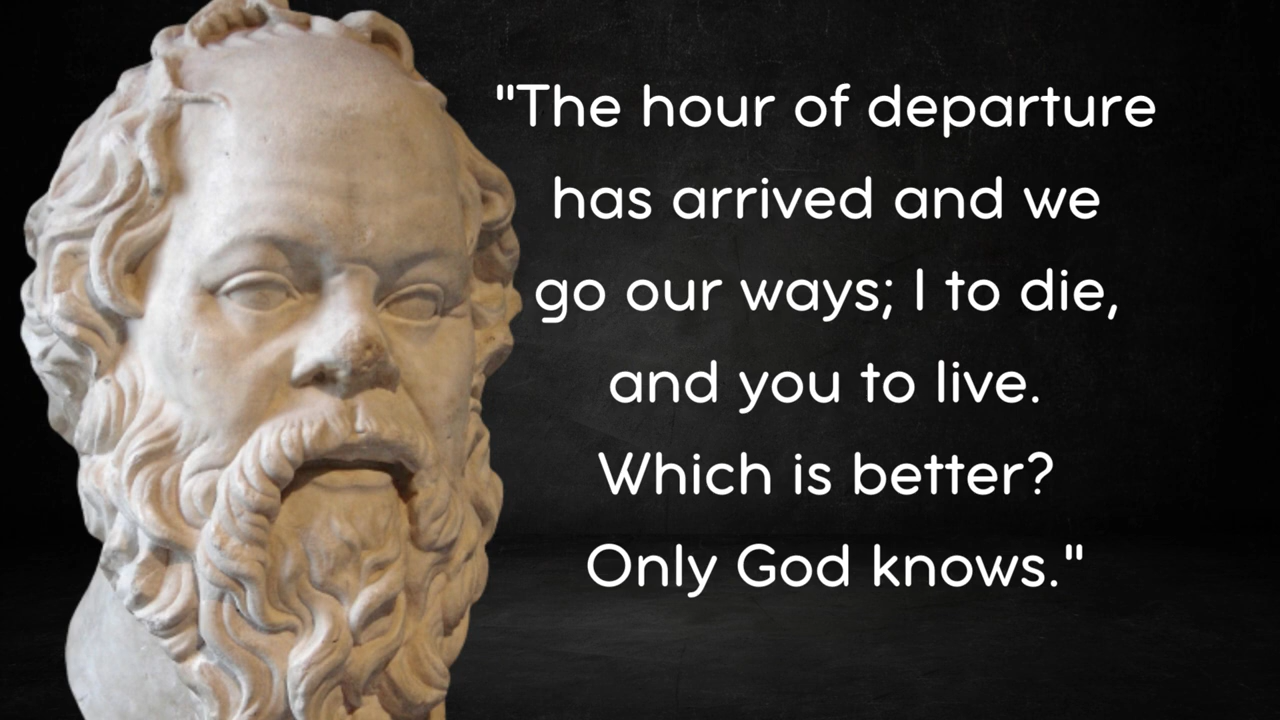 "The hour of departure
has arrived and we
go our ways; I to die,
and you to live.
Which is better?
Only God knows."